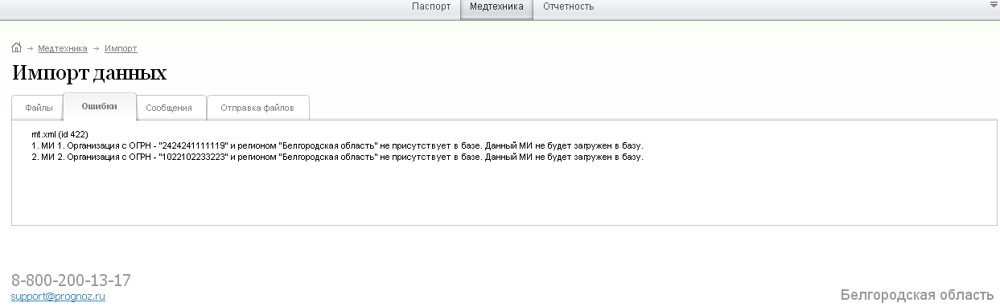 Паспорт Медтехника Отчетность
Медтехника → Импорт
Импорт данных
Файлы Ошибки Сообщения Отправка файлов
mt.xml (id 422)
1. МИ 1. Организация с ОГРН - "2424241111119" и регионом "Белгородская область" не присутствует в базе. Данный МИ не будет загружен в базу.
2. МИ 2. Организация с ОГРН - "1022102233223" и регионом "Белгородская область" не присутствует в базе. Данный МИ не будет загружен в базу.
8-800-200-13-17
support@prognoz.ru
Белгородская область